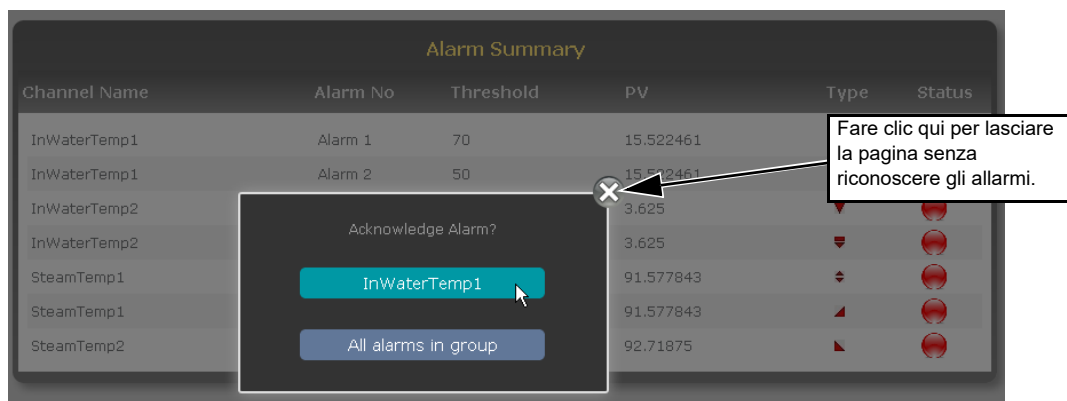 Alarm Summary
Channel Name Alarm No Threshold PV Type Status
InWaterTemp1 Alarm 1 70 15.522461
InWaterTemp1 Alarm 2 50 15.522461
InWaterTemp2 3.625
InWaterTemp2 3.625
SteamTemp1 91.577843
SteamTemp1 91.577843
SteamTemp2 92.71875
Acknowledge Alarm?
InWaterTemp1
All alarms in group
Fare clic qui per lasciare
la pagina senza
riconoscere gli allarmi.